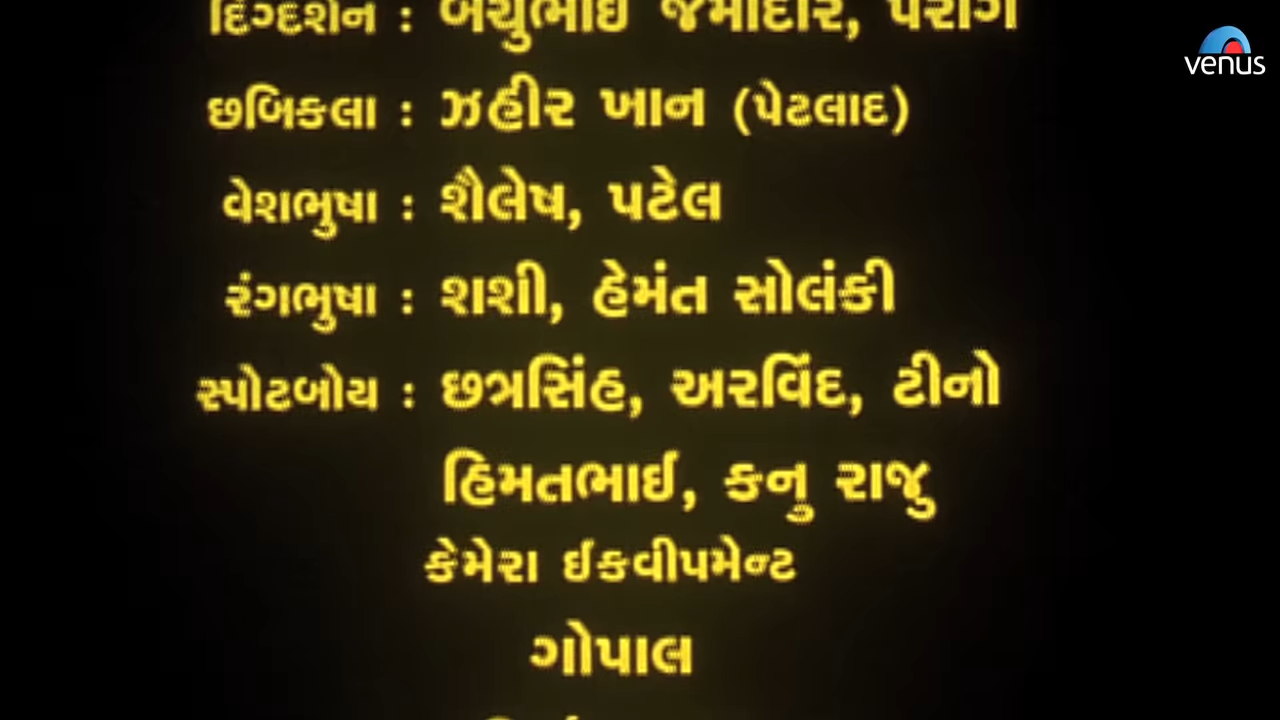 દિગ્દર્શન : બચુભાઈ જમાદાર, પરાગ
venus
છબિકલા : ઝહીર ખાન (પેટલાદ)
વેશભુષા : શૈલેષ, પટેલ
રંગભુષા : શશી, હેમંત સોલંકી
સ્પોટબોય : છત્રસિંહ, અરવિંદ, ટીનો
હિમતભાઈ, કનુ રાજુ
કેમેરા ઈકવીપમેન્ટ
ગોપાલ